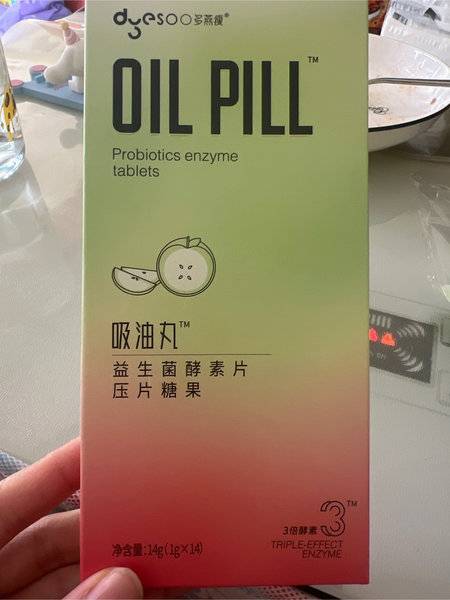 dyesoo多燕瘦®
OIL PILL™
Probiotics enzyme
tablets
吸油丸™
益生菌酵素片
压片糖果
3™
3倍酵素
TRIPLE-EFFECT
ENZYME
净含量:14g(1g×14)